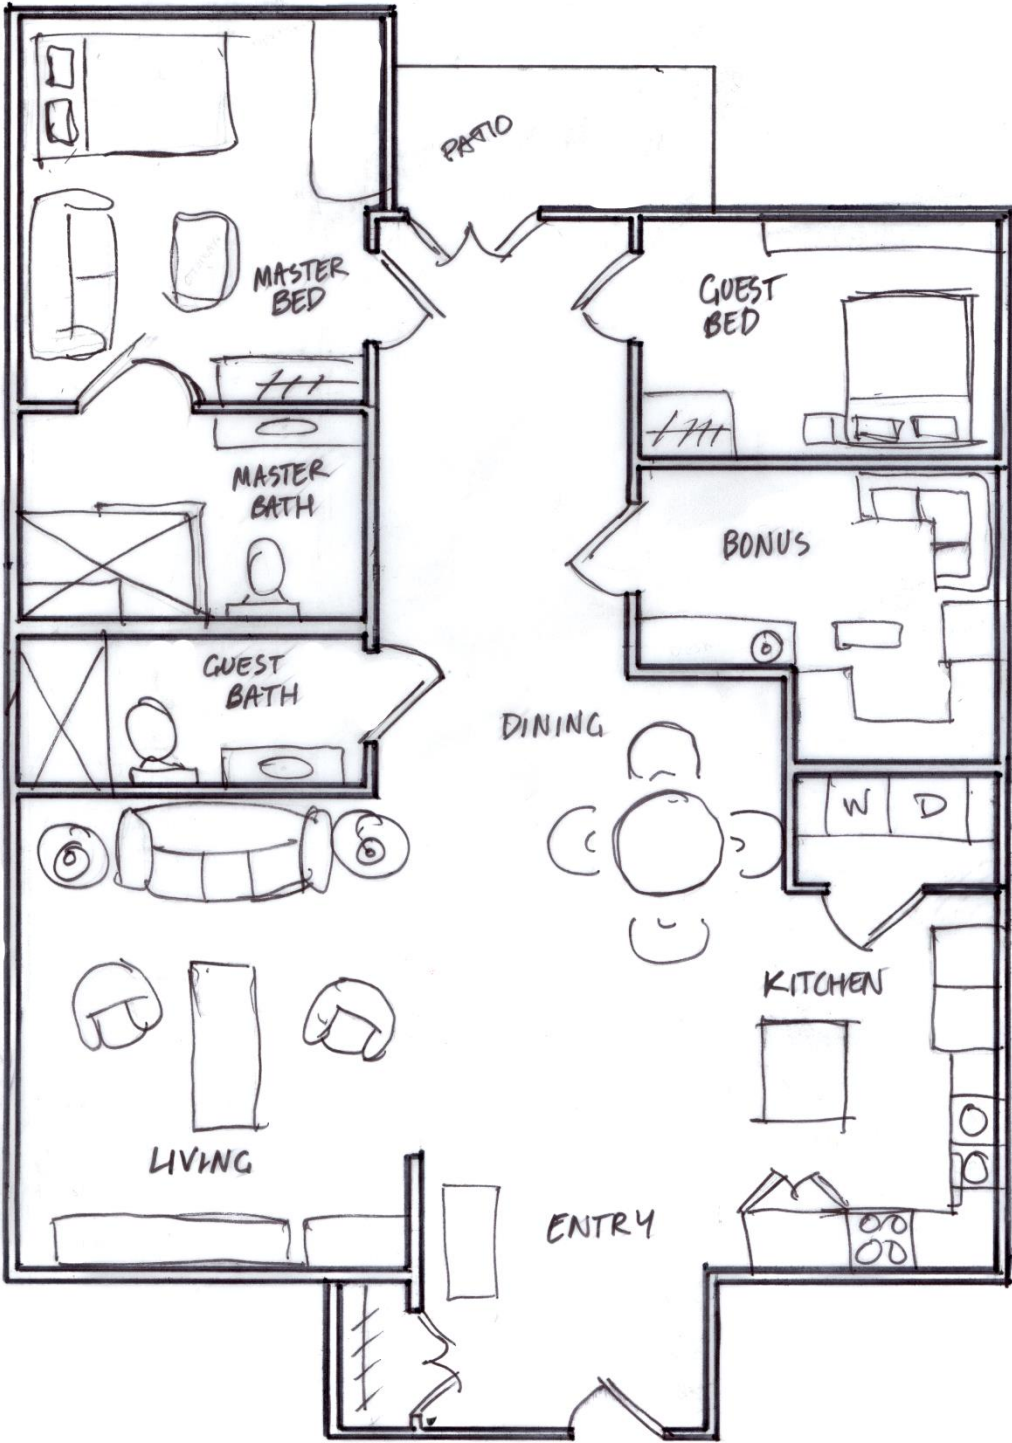 PATIO
MASTER
BED
GUEST
BED
MASTER
BATH
BONUS
GUEST
BATH
DINING
W D
KITCHEN
LIVING
ENTRY